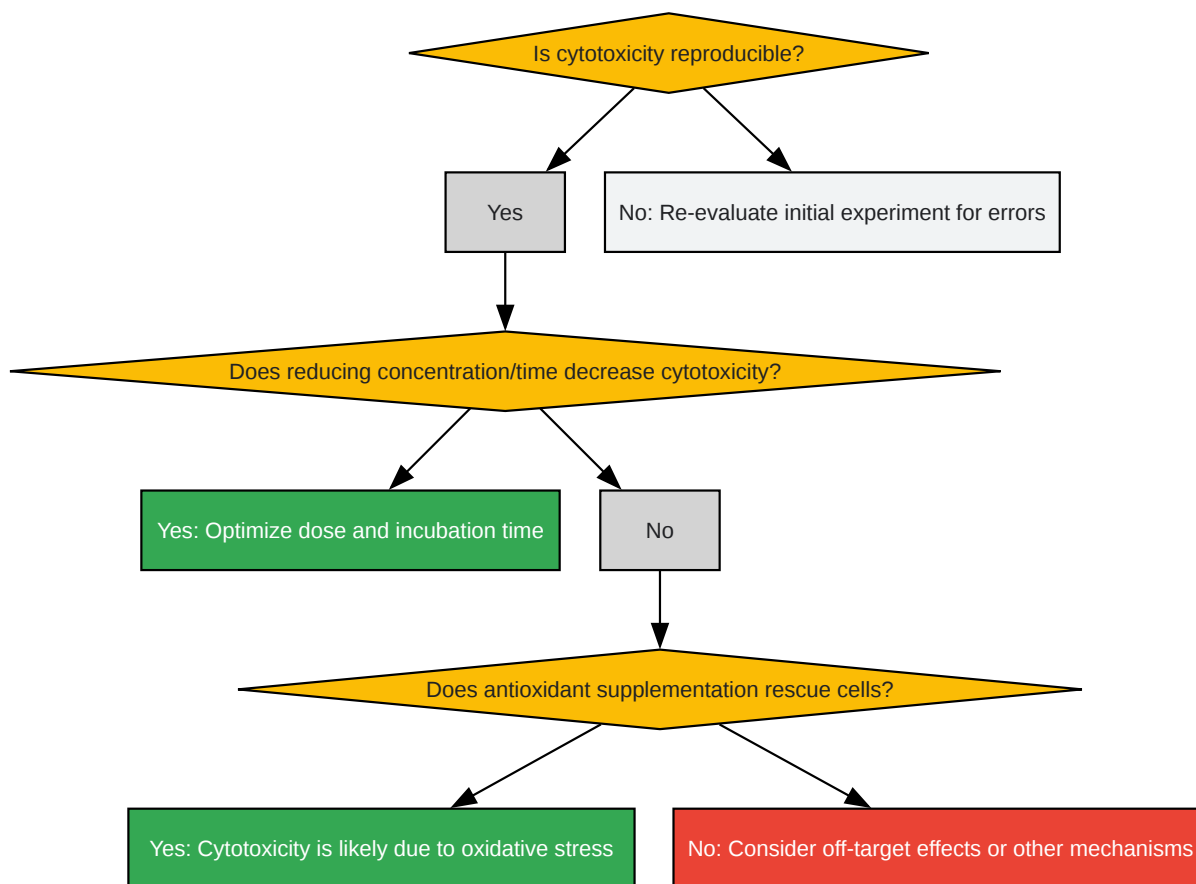 Is cytotoxicity reproducible?
Yes
No: Re-evaluate initial experiment for errors
Does reducing concentration/time decrease cytotoxicity?
Yes: Optimize dose and incubation time
No
Does antioxidant supplementation rescue cells?
Yes: Cytotoxicity is likely due to oxidative stress
No: Consider off-target effects or other mechanisms